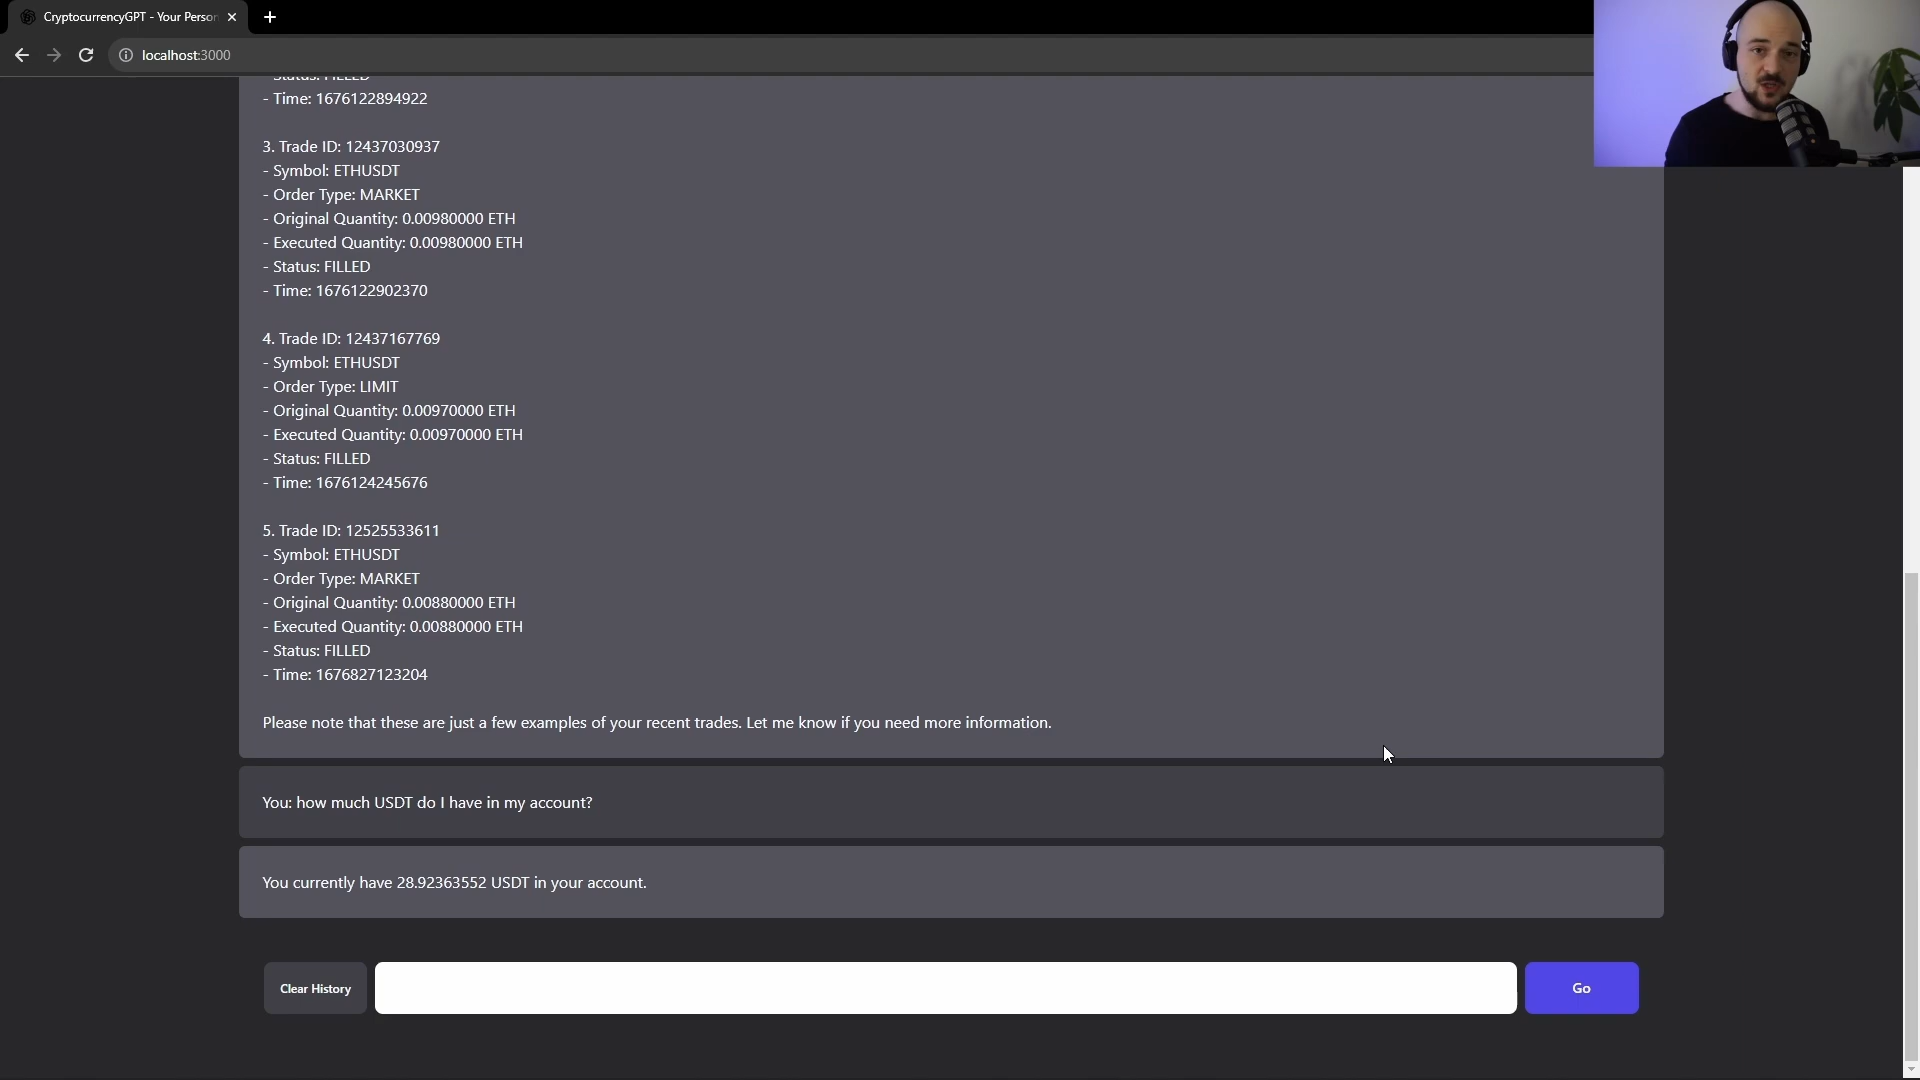 CryptocurrencyGPT - Your Person
localhost:3000
- Time: 1676122894922
3. Trade ID: 12437030937
- Symbol: ETHUSDT
- Order Type: MARKET
- Original Quantity: 0.00980000 ETH
- Executed Quantity: 0.00980000 ETH
- Status: FILLED
- Time: 1676122902370
4. Trade ID: 12437167769
- Symbol: ETHUSDT
- Order Type: LIMIT
- Original Quantity: 0.00970000 ETH
- Executed Quantity: 0.00970000 ETH
- Status: FILLED
- Time: 1676124245676
5. Trade ID: 12525533611
- Symbol: ETHUSDT
- Order Type: MARKET
- Original Quantity: 0.00880000 ETH
- Executed Quantity: 0.00880000 ETH
- Status: FILLED
- Time: 1676827123204
Please note that these are just a few examples of your recent trades. Let me know if you need more information.
You: how much USDT do I have in my account?
You currently have 28.92363552 USDT in your account.
Clear History
Go